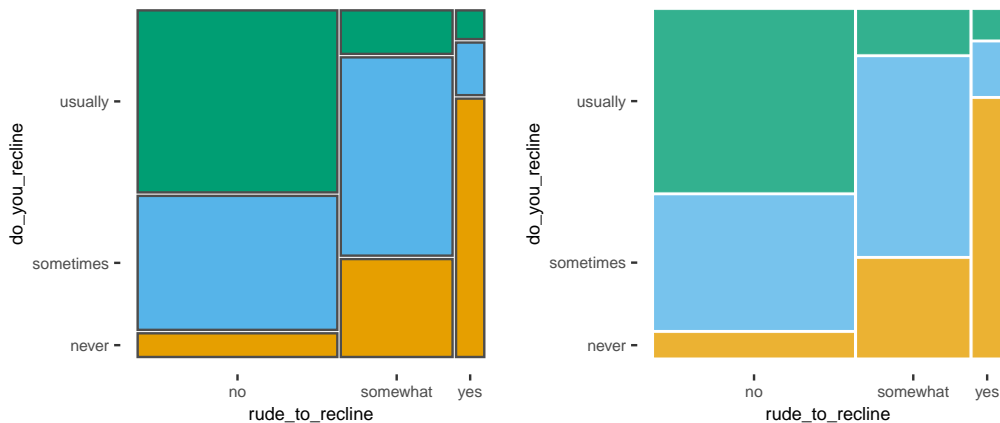 do_you_recline
usually
sometimes
never
no
somewhat
yes
rude_to_recline
do_you_recline
usually
sometimes
never
no
somewhat
yes
rude_to_recline